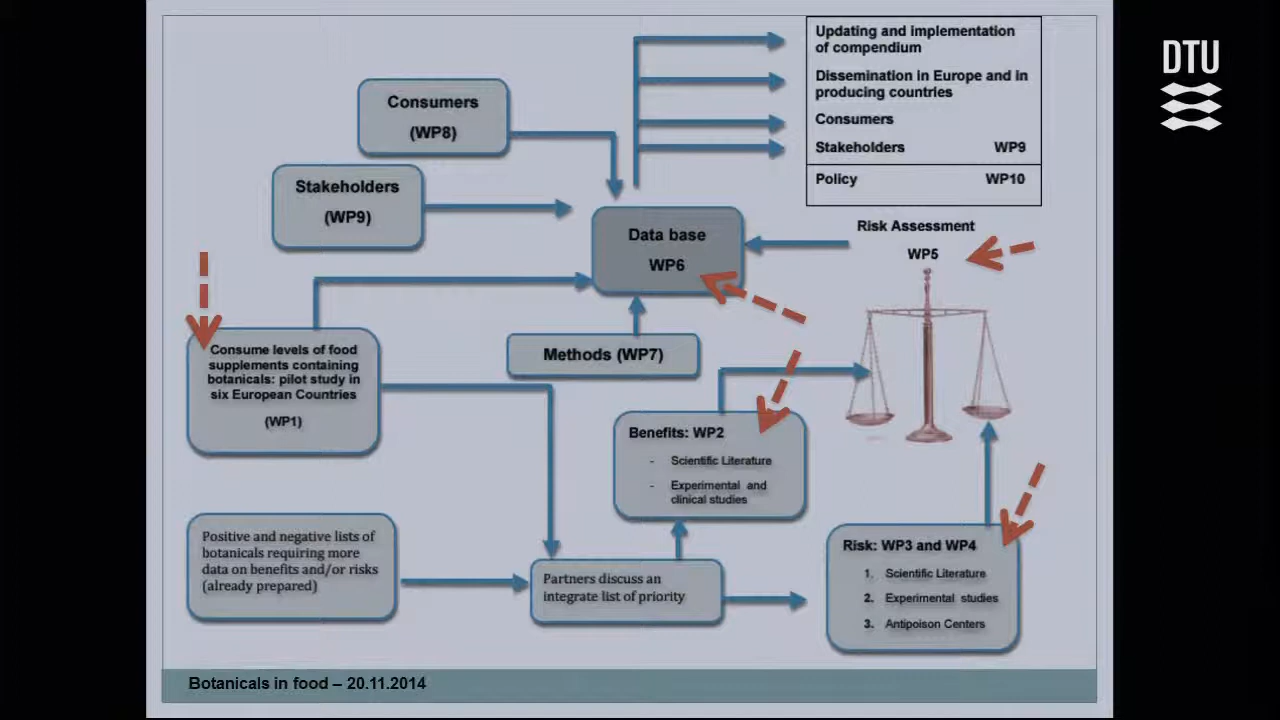 Updating and implementation
of compendium
Dissemination in Europe and in
producing countries
Consumers
Stakeholders WP9
Policy WP10
DTU
Consumers
(WP8)
Stakeholders
(WP9)
Data base
WP6
Risk Assessment
WP5
Consume levels of food
supplements containing
botanicals: pilot study in
six European Countries
(WP1)
Methods (WP7)
Benefits: WP2
- Scientific Literature
- Experimental and
clinical studies
Positive and negative lists of
botanicals requiring more
data on benefits and/or risks
(already prepared)
Partners discuss an
integrate list of priority
Risk: WP3 and WP4
1. Scientific Literature
2. Experimental studies
3. Antipoison Centers
Botanicals in food – 20.11.2014